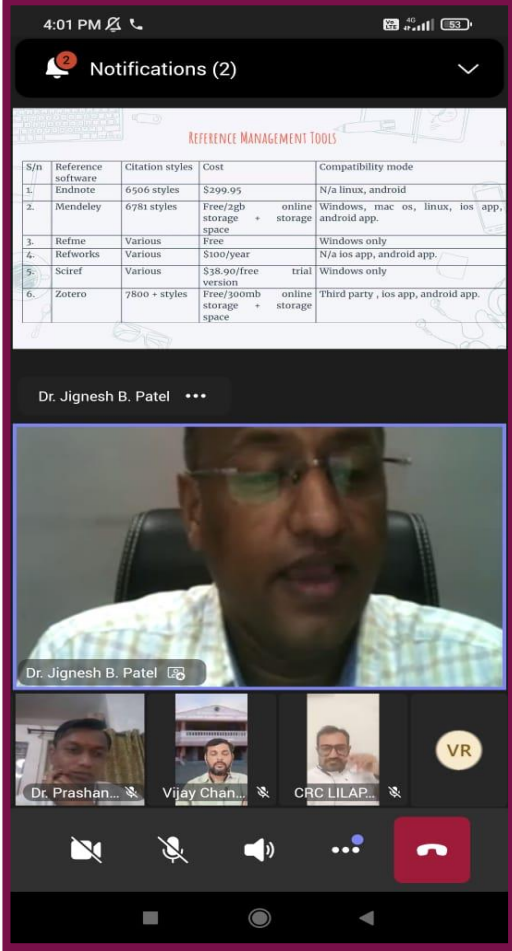 4:01 PM
Vo LTE 4G 53
2
Notifications (2)
REFERENCE MANAGEMENT TOOLS
S/n Reference software Citation styles Cost Compatibility mode
1. Endnote 6506 styles $299.95 N/a linux, android
2. Mendeley 6781 styles Free/2gb online storage + storage space Windows, mac os, linux, ios app, android app.
3. Refme Various Free Windows only
4. Refworks Various $100/year N/a ios app, android app.
5. Sciref Various $38.90/free trial version Windows only
6. Zotero 7800 + styles Free/300mb online storage + storage space Third party , ios app, android app.
Dr. Jignesh B. Patel
Dr. Jignesh B. Patel
Dr. Prashan...
Vijay Chan...
CRC LILAP...
VR